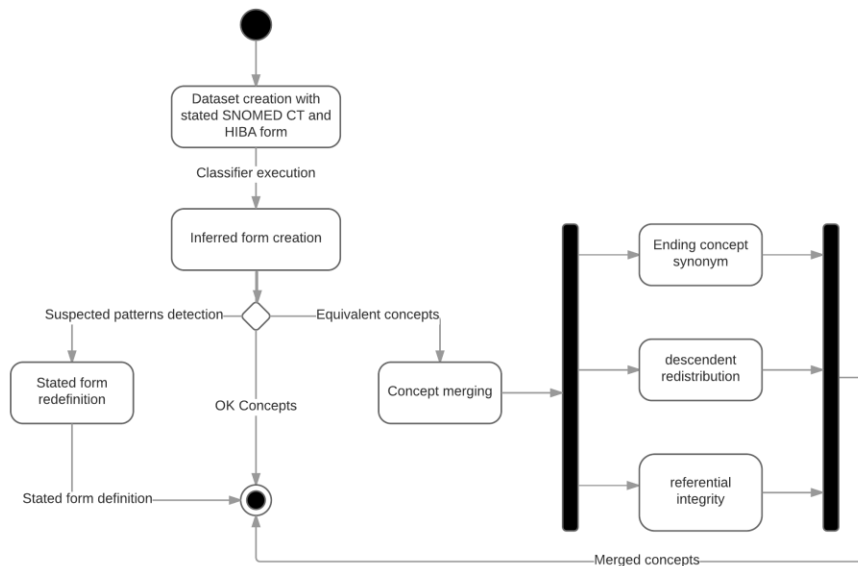 Dataset creation with
stated SNOMED CT and
HIBA form
Classifier execution
Inferred form creation
Ending concept
synonym
Suspected patterns detection
Equivalent concepts
Stated form
redefinition
Concept merging
descendent
redistribution
OK Concepts
Stated form definition
referential
integrity
Merged concepts